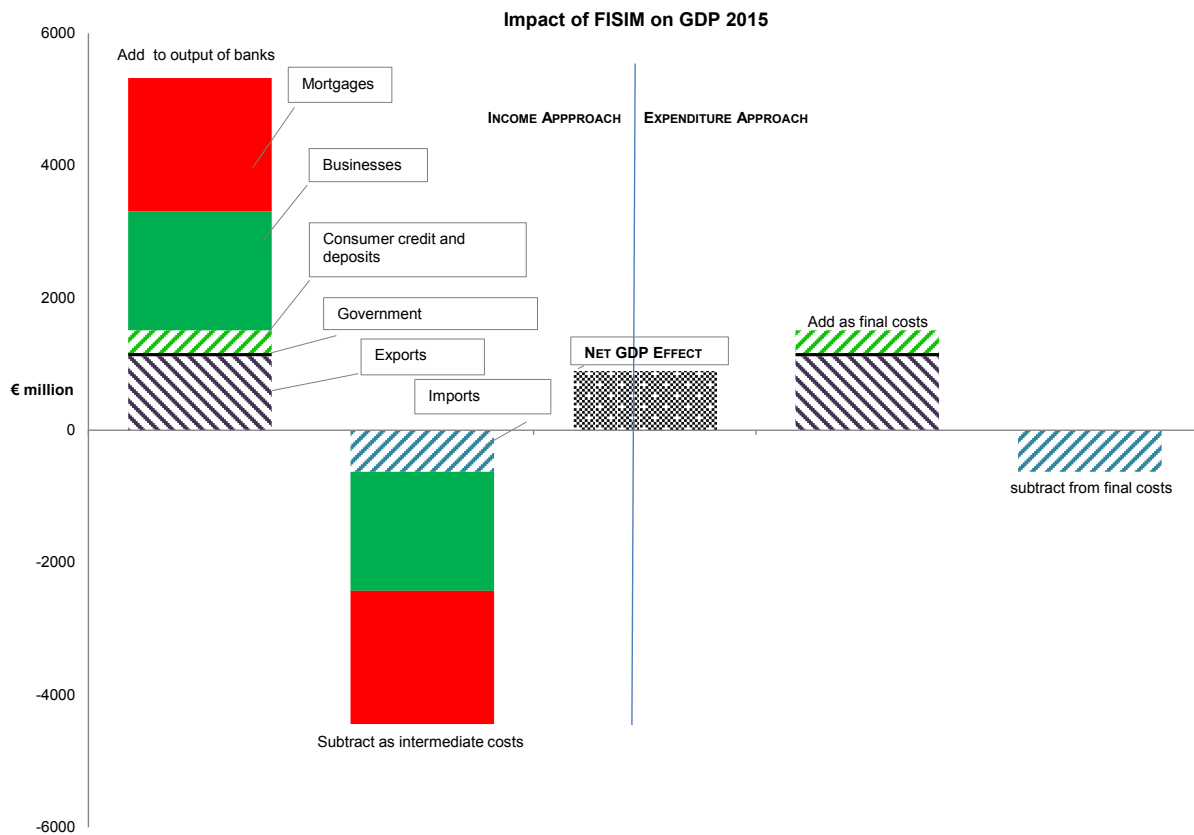 Impact of FISIM on GDP 2015
6000
Add  to output of banks
Mortgages
INCOME APPPROACH
EXPENDITURE APPROACH
4000
Businesses
Consumer credit and
deposits
2000
Government
Add as final costs
Exports
NET GDP EFFECT
€ million
Imports
0
subtract from final costs
-2000
-4000
Subtract as intermediate costs
-6000